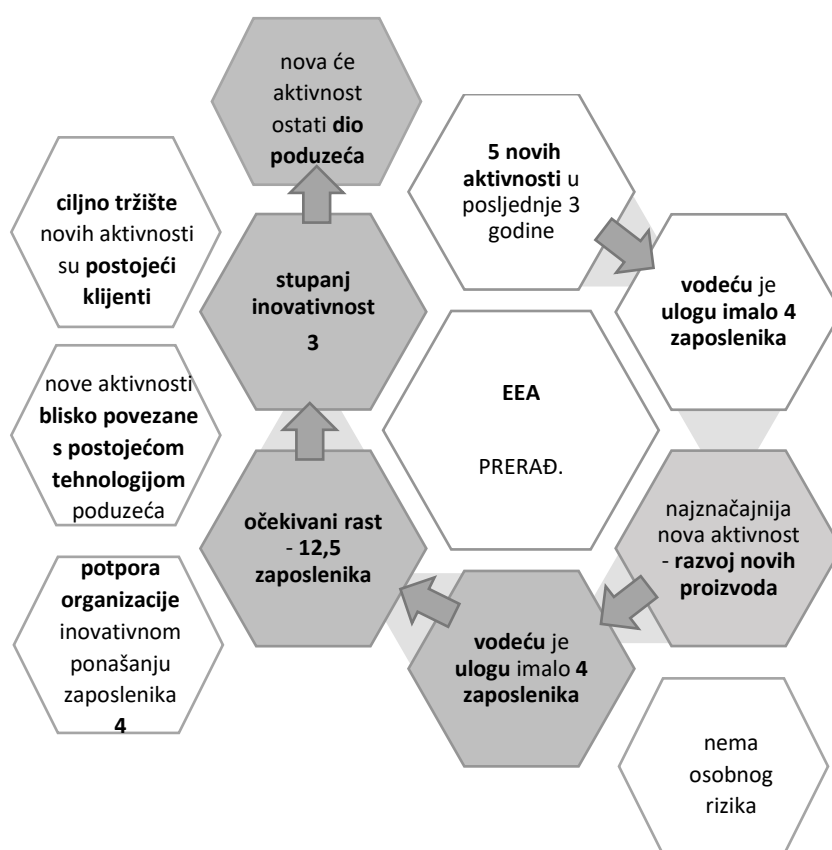 nova će
aktivnost
ostati dio
poduzeća
5 novih
aktivnosti u
posljednje 3
godine
ciljno tržište
novih aktivnosti
su postojeći
klijenti
stupanj
inovativnost
3
vodeću je
ulogu imalo 4
zaposlenika
EEA
PRERAĐ.
nove aktivnosti
blisko povezane
s postojećom
tehnologijom
poduzeća
očekivani rast
- 12,5
zaposlenika
najznačajnija
nova aktivnost
- razvoj novih
proizvoda
potpora
organizacije
inovativnom
ponašanju
zaposlenika
4
vodeću je
ulogu imalo 4
zaposlenika
nema
osobnog
rizika